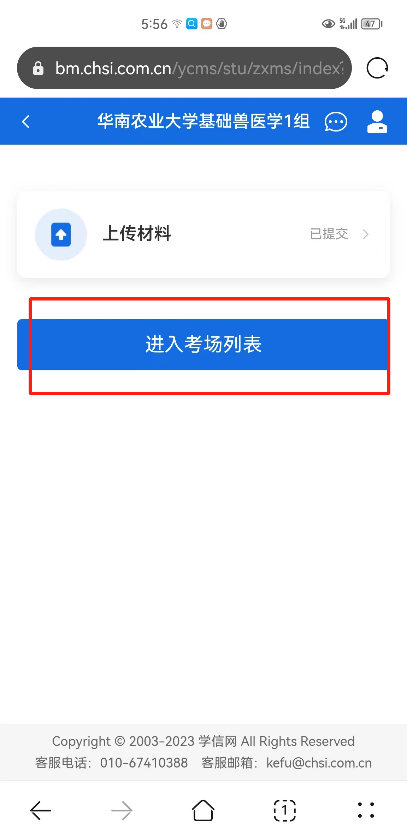 5:56 5G 47
bm.chsi.com.cn/ycms/stu/zxms/index?
华南农业大学基础兽医学1组
上传材料 已提交
进入考场列表
Copyright © 2003-2023 学信网 All Rights Reserved
客服电话：010-67410388 客服邮箱：kefu@chsi.com.cn
1